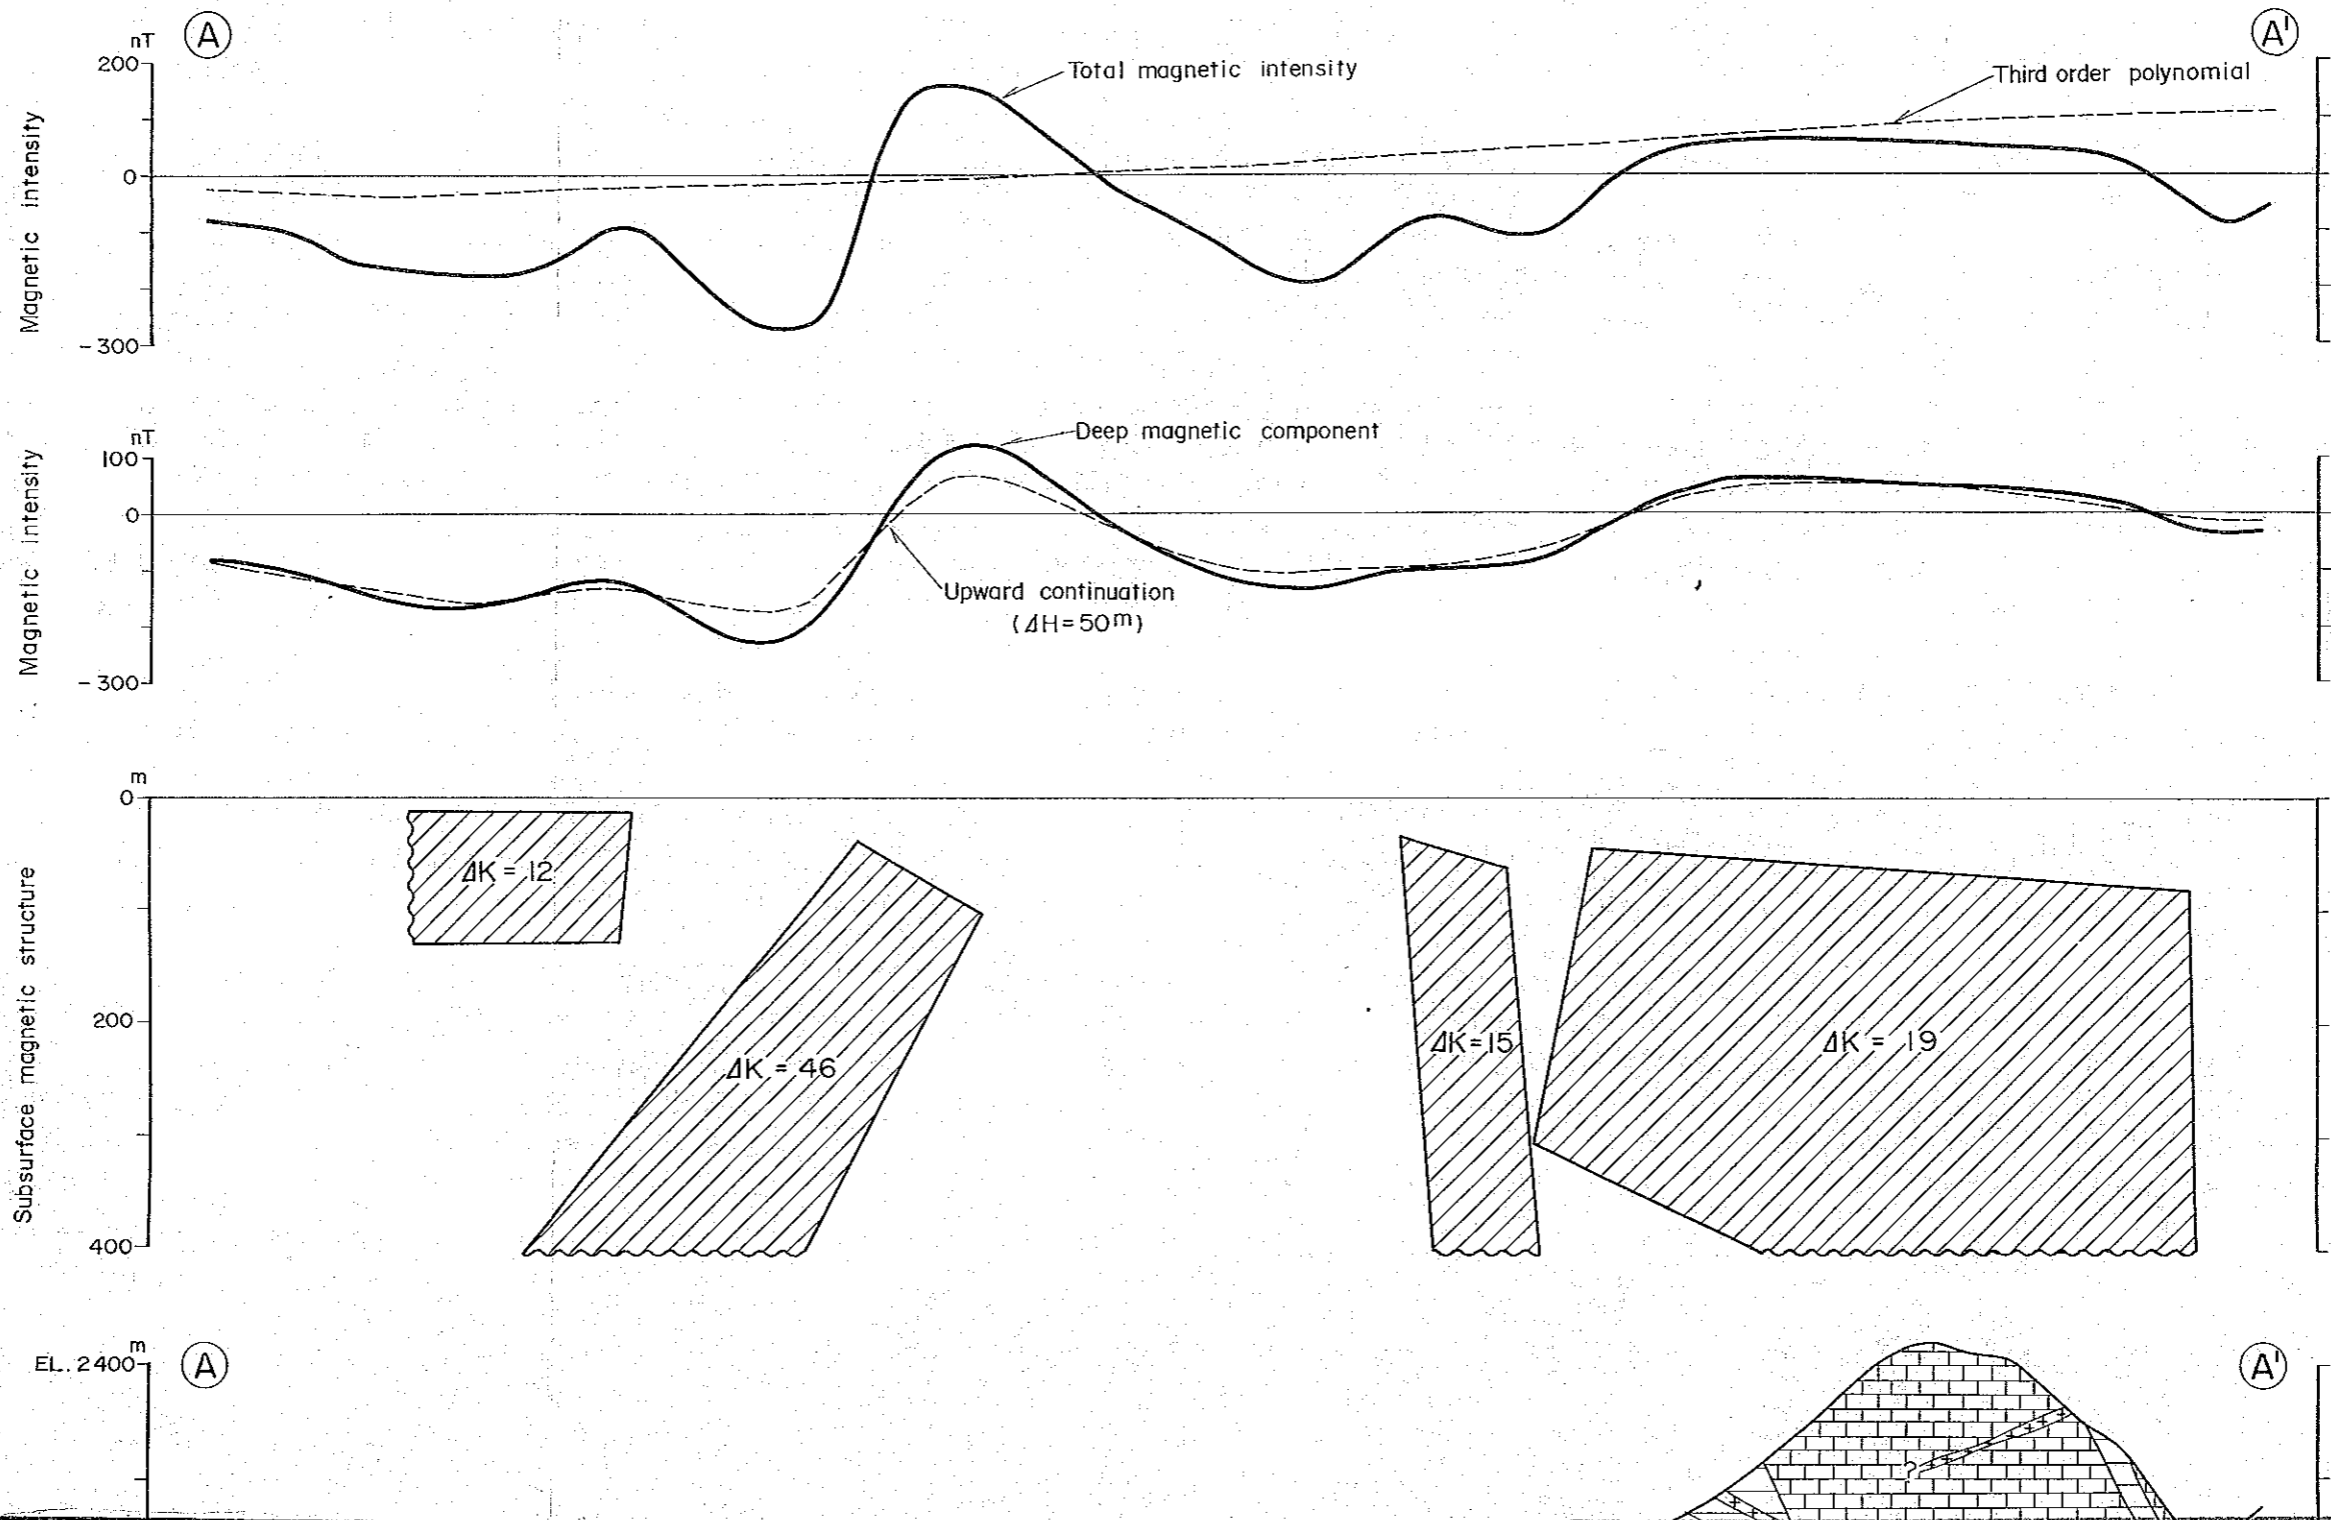 Ⓐ
Ⓐ'
nT
200
0
-300
Magnetic intensity
Total magnetic intensity
Third order polynomial
nT
100
0
-300
Magnetic intensity
Deep magnetic component
Upward continuation
(ΔH=50m)
m
0
200
400
Subsurface magnetic structure
ΔK = 12
ΔK = 46
ΔK=15
ΔK = 19
m
EL. 2400
Ⓐ
Ⓐ'
?